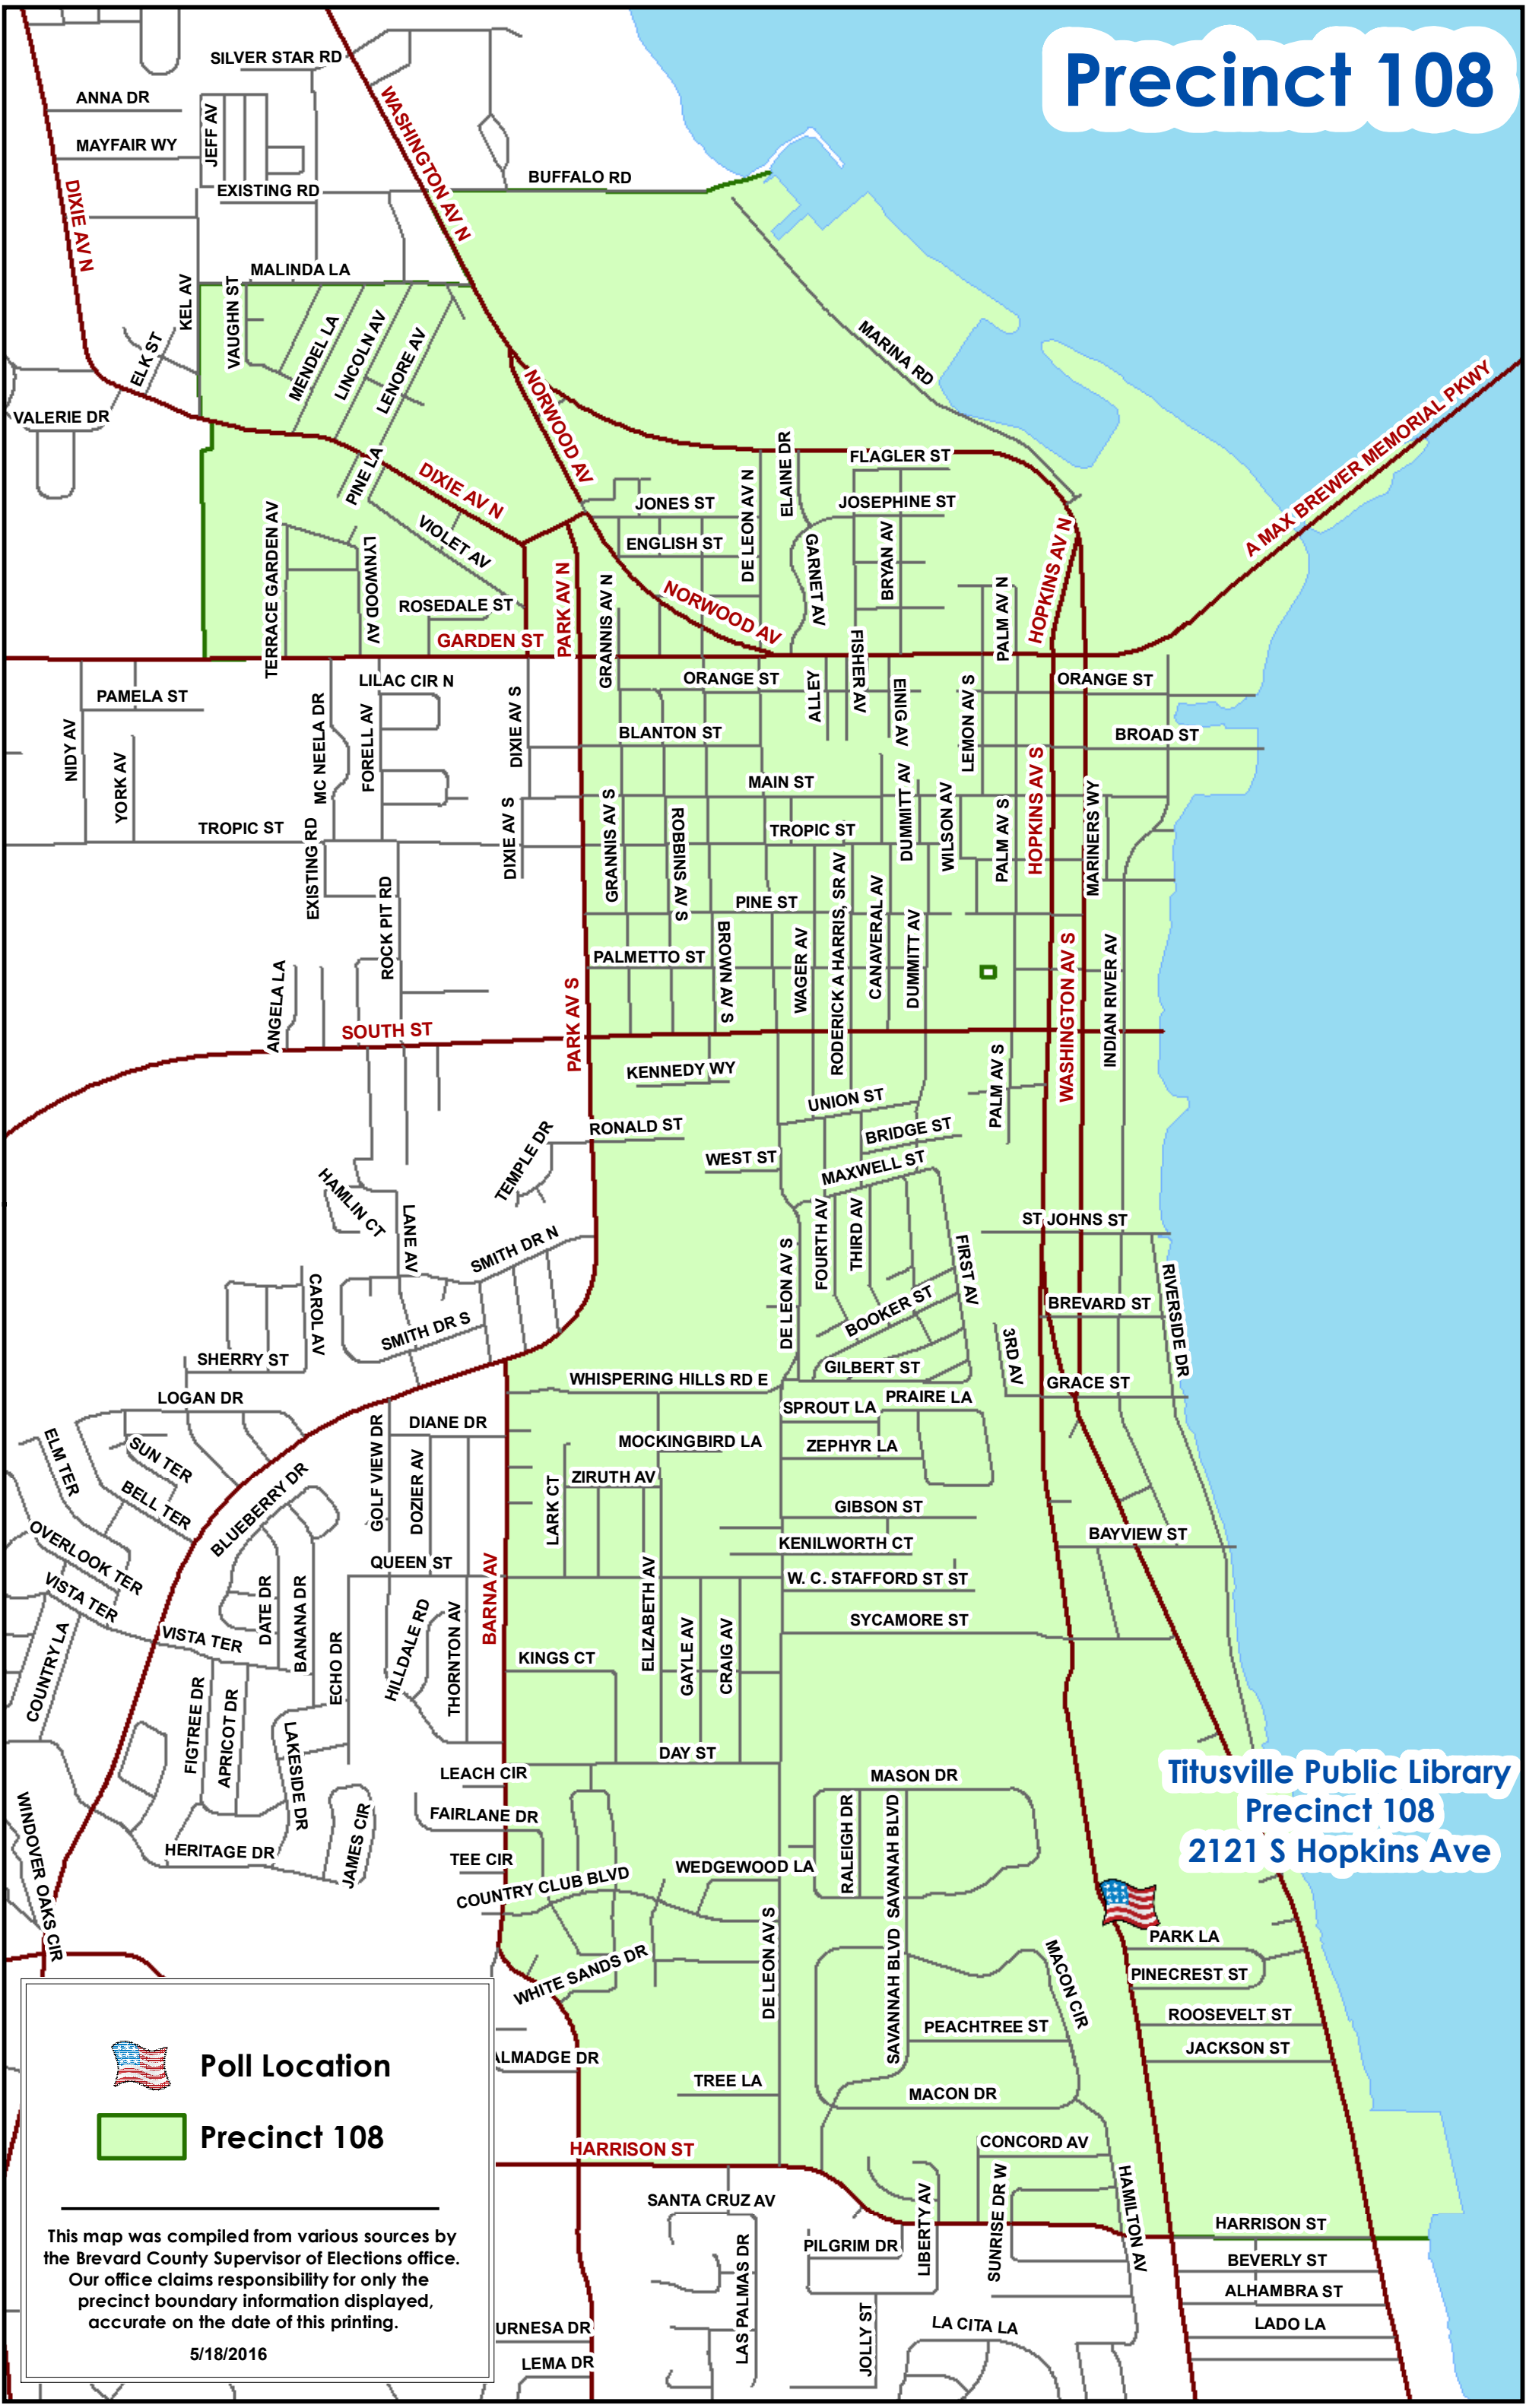 Precinct 108
SILVER STAR RD
ANNA DR
MAYFAIR WY
JEFF AV
WASHINGTON AV N
DIXIE AV N
EXISTING RD
BUFFALO RD
MALINDA LA
KEL AV
VAUGHN ST
ELK ST
MENDEL LA
LINCOLN AV
LENORE AV
MARINA RD
VALERIE DR
NORWOOD AV
A MAX BREWER MEMORIAL PKWY
PINE LA
DIXIE AV N
ELAINE DR
FLAGLER ST
JONES ST
DE LEON AV N
JOSEPHINE ST
TERRACE GARDEN AV
VIOLET AV
ENGLISH ST
GARNET AV
BRYAN AV
HOPKINS AV N
LYNWOOD AV
ROSEDALE ST
PARK AV N
GRANNIS AV N
NORWOOD AV
PALM AV N
GARDEN ST
FISHER AV
PAMELA ST
LILAC CIR N
ORANGE ST
ALLEY
EINIG AV
LEMON AV S
ORANGE ST
NIDY AV
YORK AV
MC NEELA DR
FORELL AV
DIXIE AV S
BLANTON ST
BROAD ST
MAIN ST
HOPKINS AV S
MARINERS WY
TROPIC ST
EXISTING RD
DIXIE AV S
GRANNIS AV S
ROBBINS AV S
TROPIC ST
DUMMITT AV
WILSON AV
PALM AV S
ROCK PIT RD
PINE ST
RODERICK A HARRIS, SR AV
CANAVERAL AV
DUMMITT AV
PALMETTO ST
BROWN AV S
WAGER AV
WASHINGTON AV S
INDIAN RIVER AV
ANGELA LA
SOUTH ST
PARK AV S
KENNEDY WY
PALM AV S
UNION ST
RONALD ST
BRIDGE ST
TEMPLE DR
WEST ST
MAXWELL ST
HAMLIN CT
LANE AV
SMITH DR N
DE LEON AV S
FOURTH AV
THIRD AV
FIRST AV
ST JOHNS ST
CAROL AV
SMITH DR S
BOOKER ST
BREVARD ST
RIVERSIDE DR
SHERRY ST
3RD AV
GILBERT ST
WHISPERING HILLS RD E
GRACE ST
LOGAN DR
DIANE DR
SPROUT LA
PRAIRE LA
ELM TER
SUN TER
MOCKINGBIRD LA
ZEPHYR LA
BELL TER
BLUEBERRY DR
GOLF VIEW DR
DOZIER AV
LARK CT
ZIRUTH AV
GIBSON ST
OVERLOOK TER
KENILWORTH CT
BAYVIEW ST
VISTA TER
QUEEN ST
BARNA AV
W. C. STAFFORD ST ST
DATE DR
BANANA DR
ECHO DR
HILLDALE RD
THORNTON AV
ELIZABETH AV
GAYLE AV
CRAIG AV
SYCAMORE ST
VISTA TER
COUNTRY LA
KINGS CT
FIGTREE DR
APRICOT DR
LAKESIDE DR
DAY ST
LEACH CIR
MASON DR
Titusville Public Library
Precinct 108
2121 S Hopkins Ave
WINDOVER OAKS CIR
JAMES CIR
FAIRLANE DR
RALEIGH DR
SAVANAH BLVD
HERITAGE DR
TEE CIR
WEDGEWOOD LA
COUNTRY CLUB BLVD
DE LEON AV S
SAVANNAH BLVD
MACON CIR
PARK LA
PINECREST ST
WHITE SANDS DR
PEACHTREE ST
ROOSEVELT ST
JACKSON ST
ALMADGE DR
TREE LA
MACON DR
Poll Location
Precinct 108
HARRISON ST
CONCORD AV
SANTA CRUZ AV
LIBERTY AV
SUNRISE DR W
HAMILTON AV
HARRISON ST
PILGRIM DR
BEVERLY ST
ALHAMBRA ST
LAS PALMAS DR
JOLLY ST
LA CITA LA
LADO LA
URNESA DR
LEMA DR
This map was compiled from various sources by
the Brevard County Supervisor of Elections office.
Our office claims responsibility for only the
precinct boundary information displayed,
accurate on the date of this printing.
5/18/2016